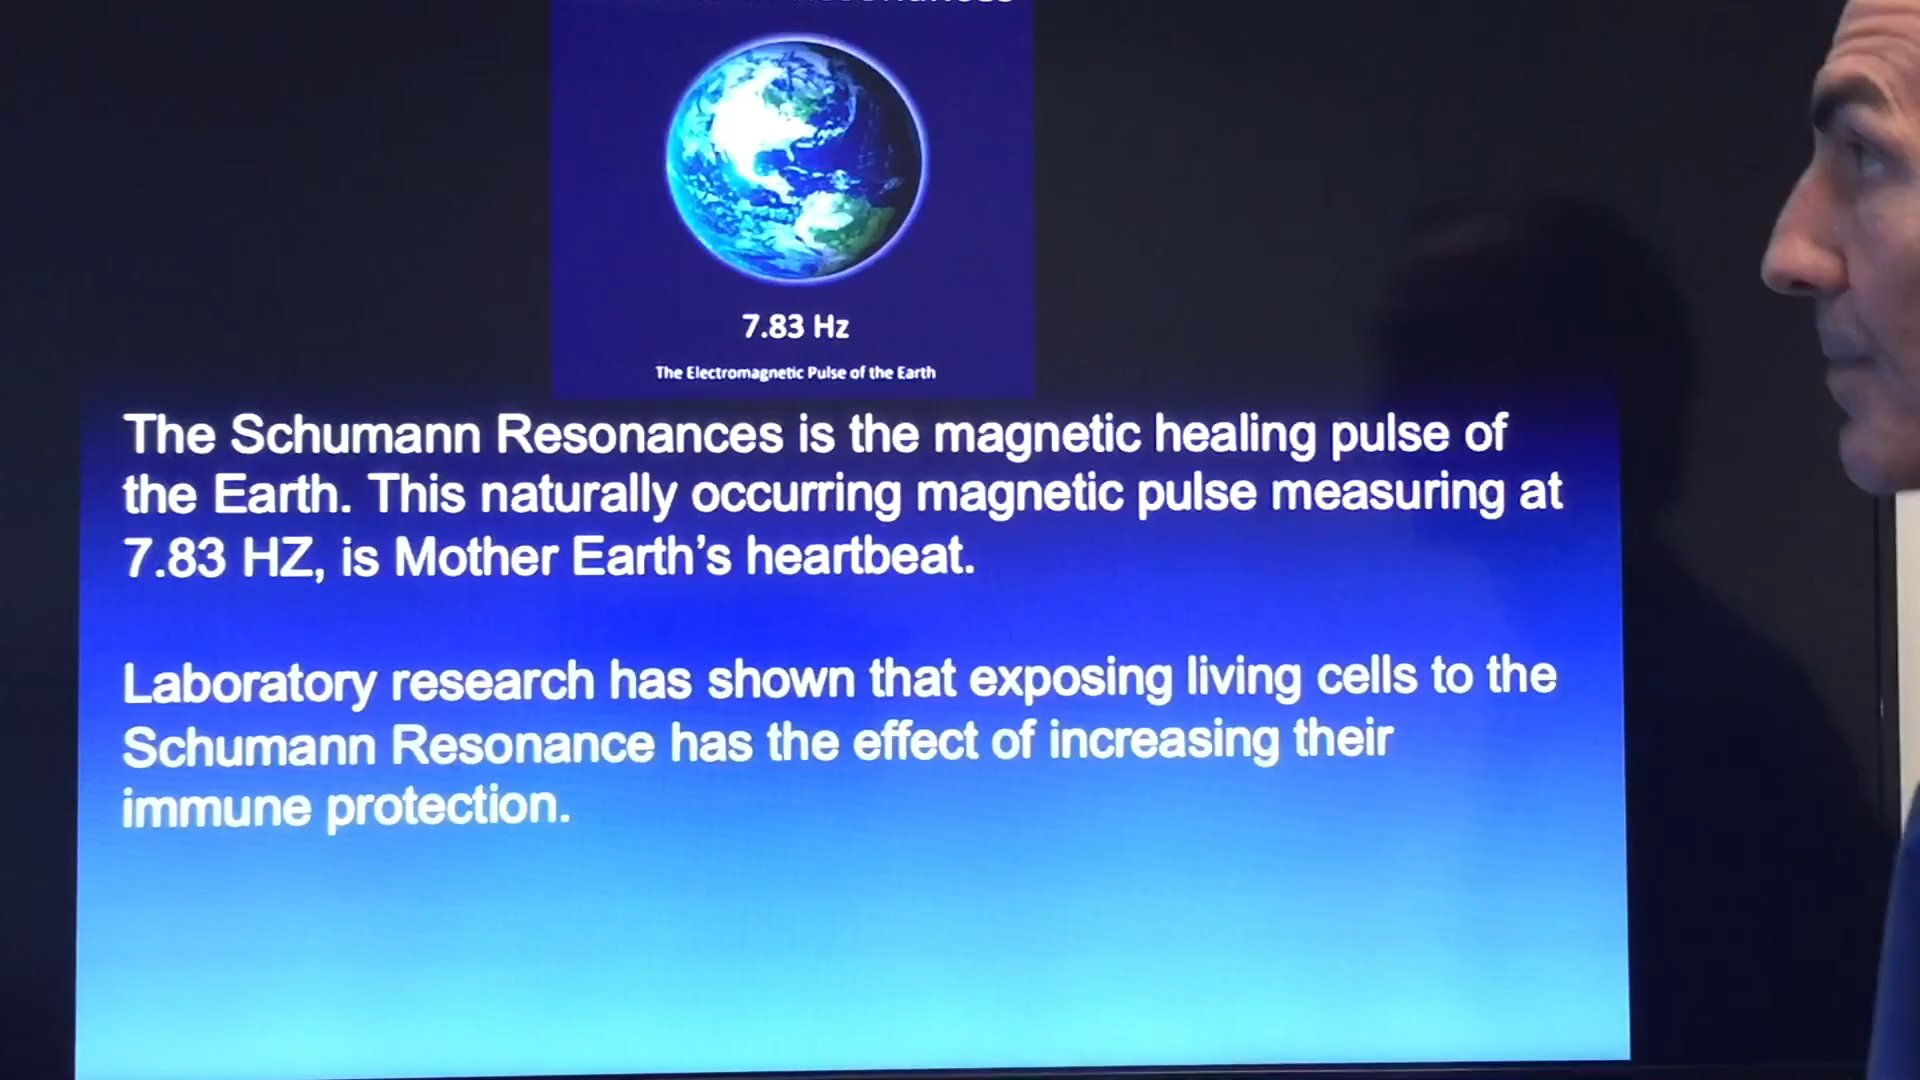 7.83 Hz
The Electromagnetic Pulse of the Earth
The Schumann Resonances is the magnetic healing pulse of
the Earth. This naturally occurring magnetic pulse measuring at
7.83 HZ, is Mother Earth’s heartbeat.
Laboratory research has shown that exposing living cells to the
Schumann Resonance has the effect of increasing their
immune protection.